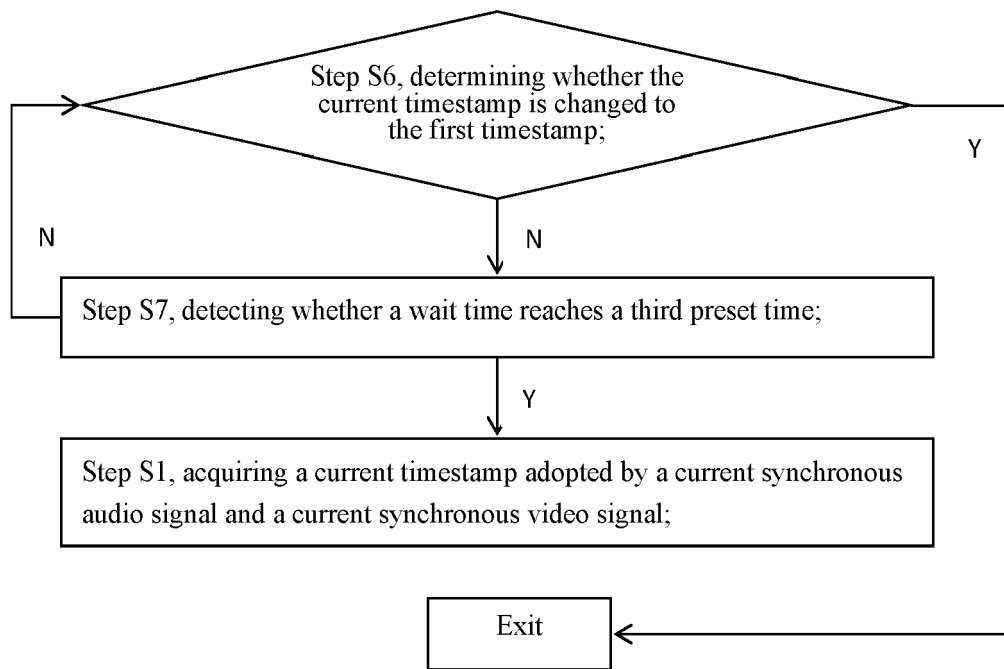 Step S6, determining whether the
current timestamp is changed to
the first timestamp;
Y
N
N
Step S7, detecting whether a wait time reaches a third preset time;
Y
Step S1, acquiring a current timestamp adopted by a current synchronous
audio signal and a current synchronous video signal;
Exit